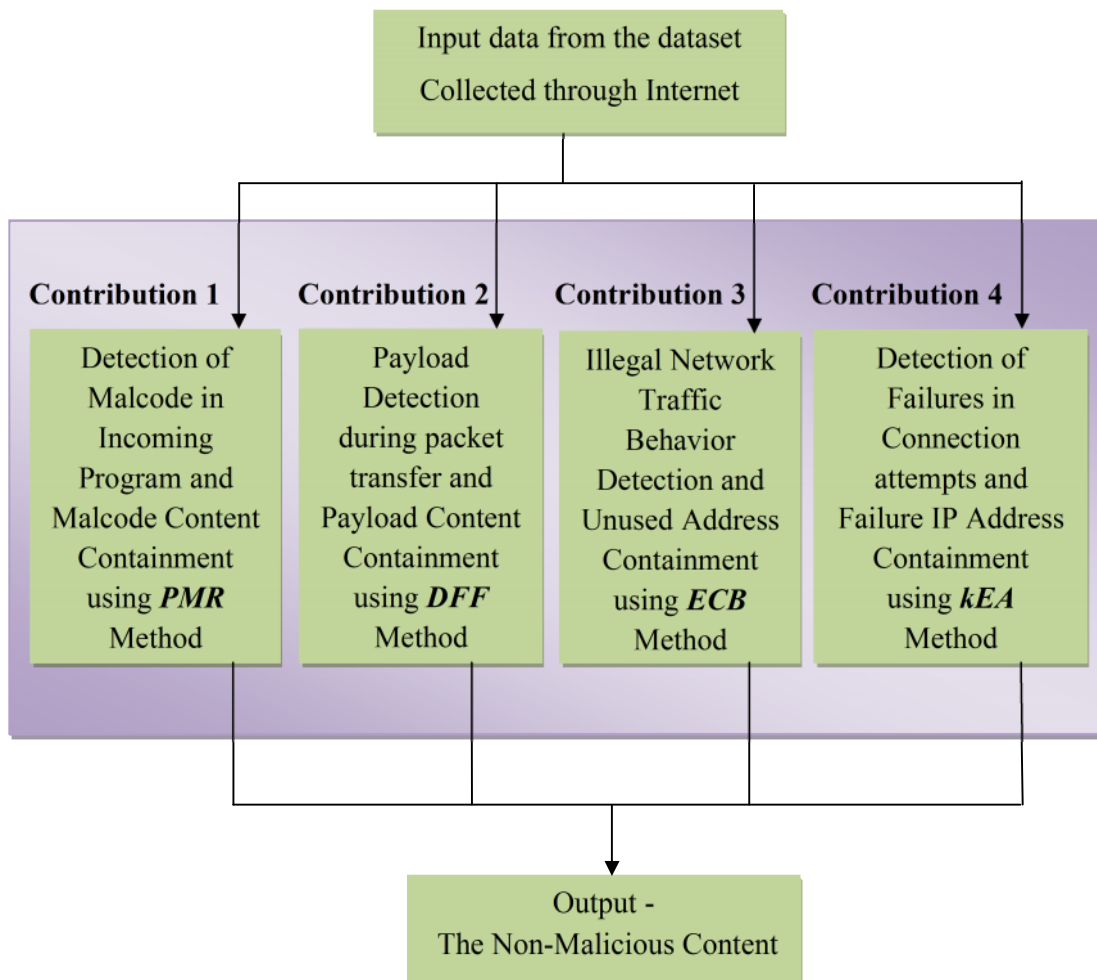 Input data from the dataset
Collected through Internet
Contribution 1
Detection of
Malcode in
Incoming
Program and
Malcode Content
Containment
using PMR
Method
Contribution 2
Payload
Detection
during packet
transfer and
Payload Content
Containment
using DFF
Method
Contribution 3
Illegal Network
Traffic
Behavior
Detection and
Unused Address
Containment
using ECB
Method
Contribution 4
Detection of
Failures in
Connection
attempts and
Failure IP Address
Containment
using kEA
Method
Output -
The Non-Malicious Content